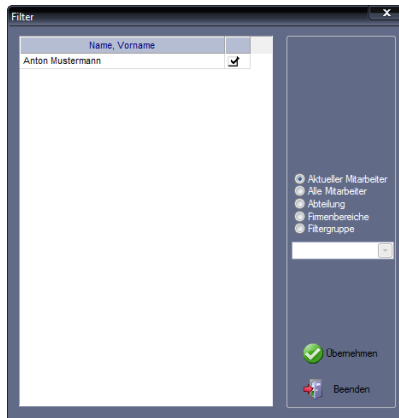 Filter
Name, Vorname
Anton Mustermann
Aktueller Mitarbeiter
Alle Mitarbeiter
Abteilung
Firmenbereiche
Filtergruppe
Übernehmen
Beenden